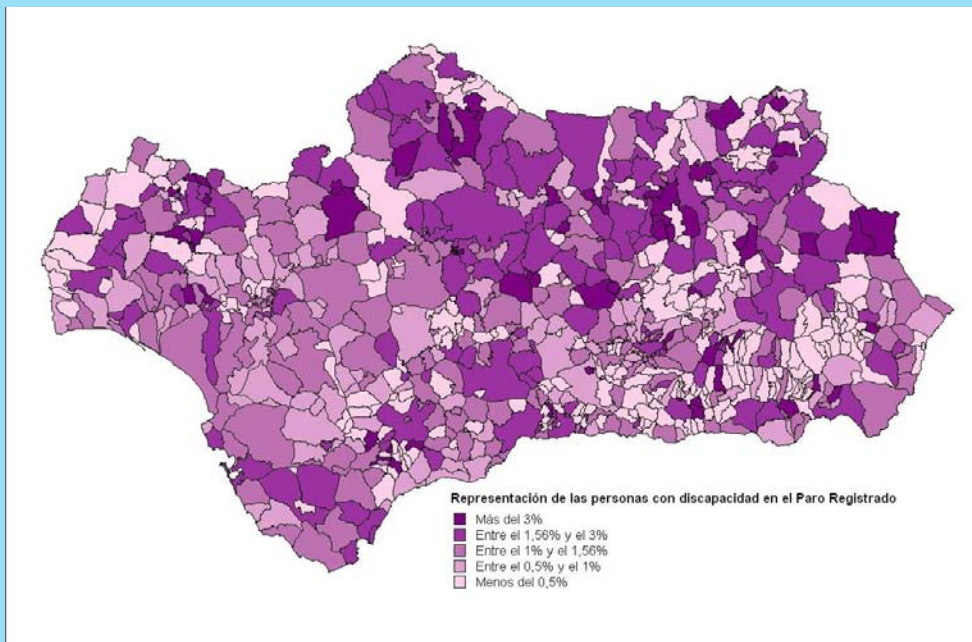 Representación de las personas con discapacidad en el Paro Registrado
Más del 3%
Entre el 1,56% y el 3%
Entre el 1% y el 1,56%
Entre el 0,5% y el 1%
Menos del 0,5%